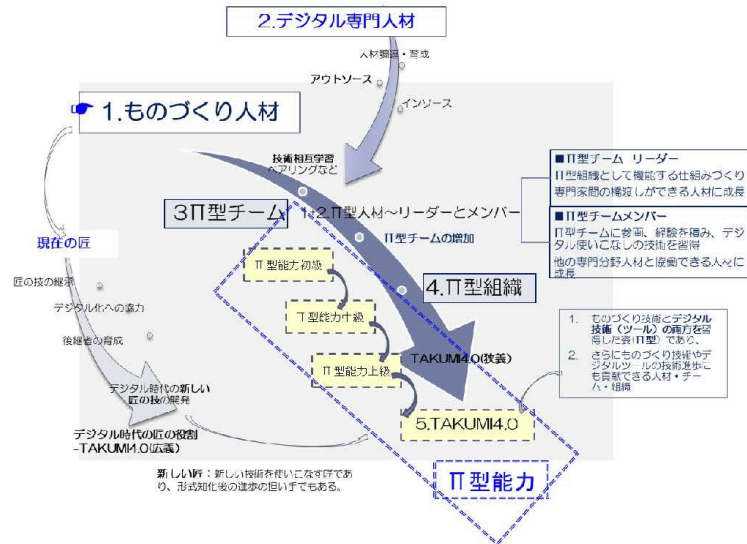 2.デジタル専門人材
人材調達・育成
アウトソース
インソース
1.ものづくり人材
技術相互学習
ペアリングなど
3Π型チーム
1-2.Π型人材～リーダーとメンバー
Π型チームの増加
■Π型チーム リーダー
Π型組織として機能する仕組みづくり
専門家間の橋渡しができる人材に成長
■Π型チームメンバー
Π型チームに参画、経験を積み、デ
ジタル使いこなしの技術を習得
他の専門分野人材と協働できる人材に
成長
現在の匠
匠の技の継承
デジタル化への協力
後継者の育成
Π型能力初級
Π型能力中級
Π型能力上級
4.Π型組織
TAKUMI4.0(狭義)
5.TAKUMI4.0
1. ものづくり技術とデジタル
技術（ツール）の両方を習
得した姿(Π型）であり、
2. さらにものづくり技術やデ
ジタルツールの技術進歩に
も貢献できる人材・チー
ム・組織
デジタル時代の新しい
匠の技の開発
デジタル時代の匠の役割
-TAKUMI4.0(広義)
新しい匠：新しい技術を使いこなす匠であ
り、形式知化後の進歩の担い手でもある。
Π型能力